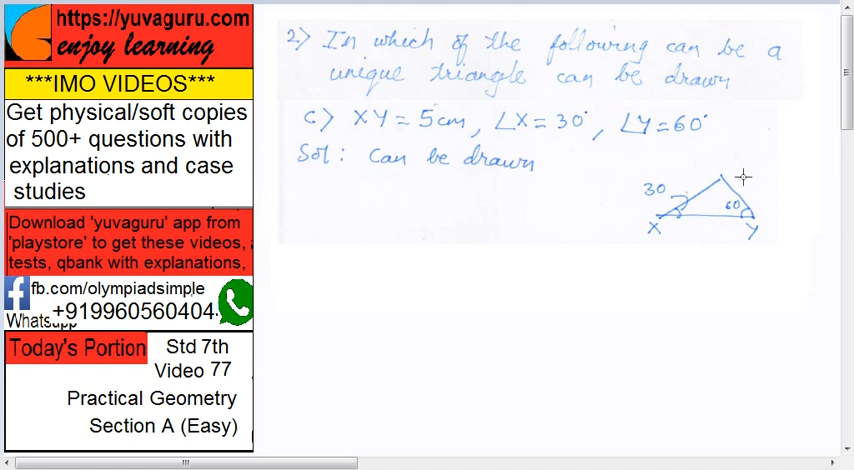 https://yuvaguru.com
enjoy learning
***IMO VIDEOS***
Get physical/soft copies
of 500+ questions with
explanations and case
studies
Download 'yuvaguru' app from
'playstore' to get these videos,
tests, qbank with explanations,
fb.com/olympiadsimple
+919960560404
Whatsapp
Today's Portion
Std 7th
Video 77
Practical Geometry
Section A (Easy)
2) In which of the following can be a
unique triangle can be drawn
c) XY = 5cm, ∠X = 30°, ∠Y = 60°
Sol: Can be drawn
30
60
X Y